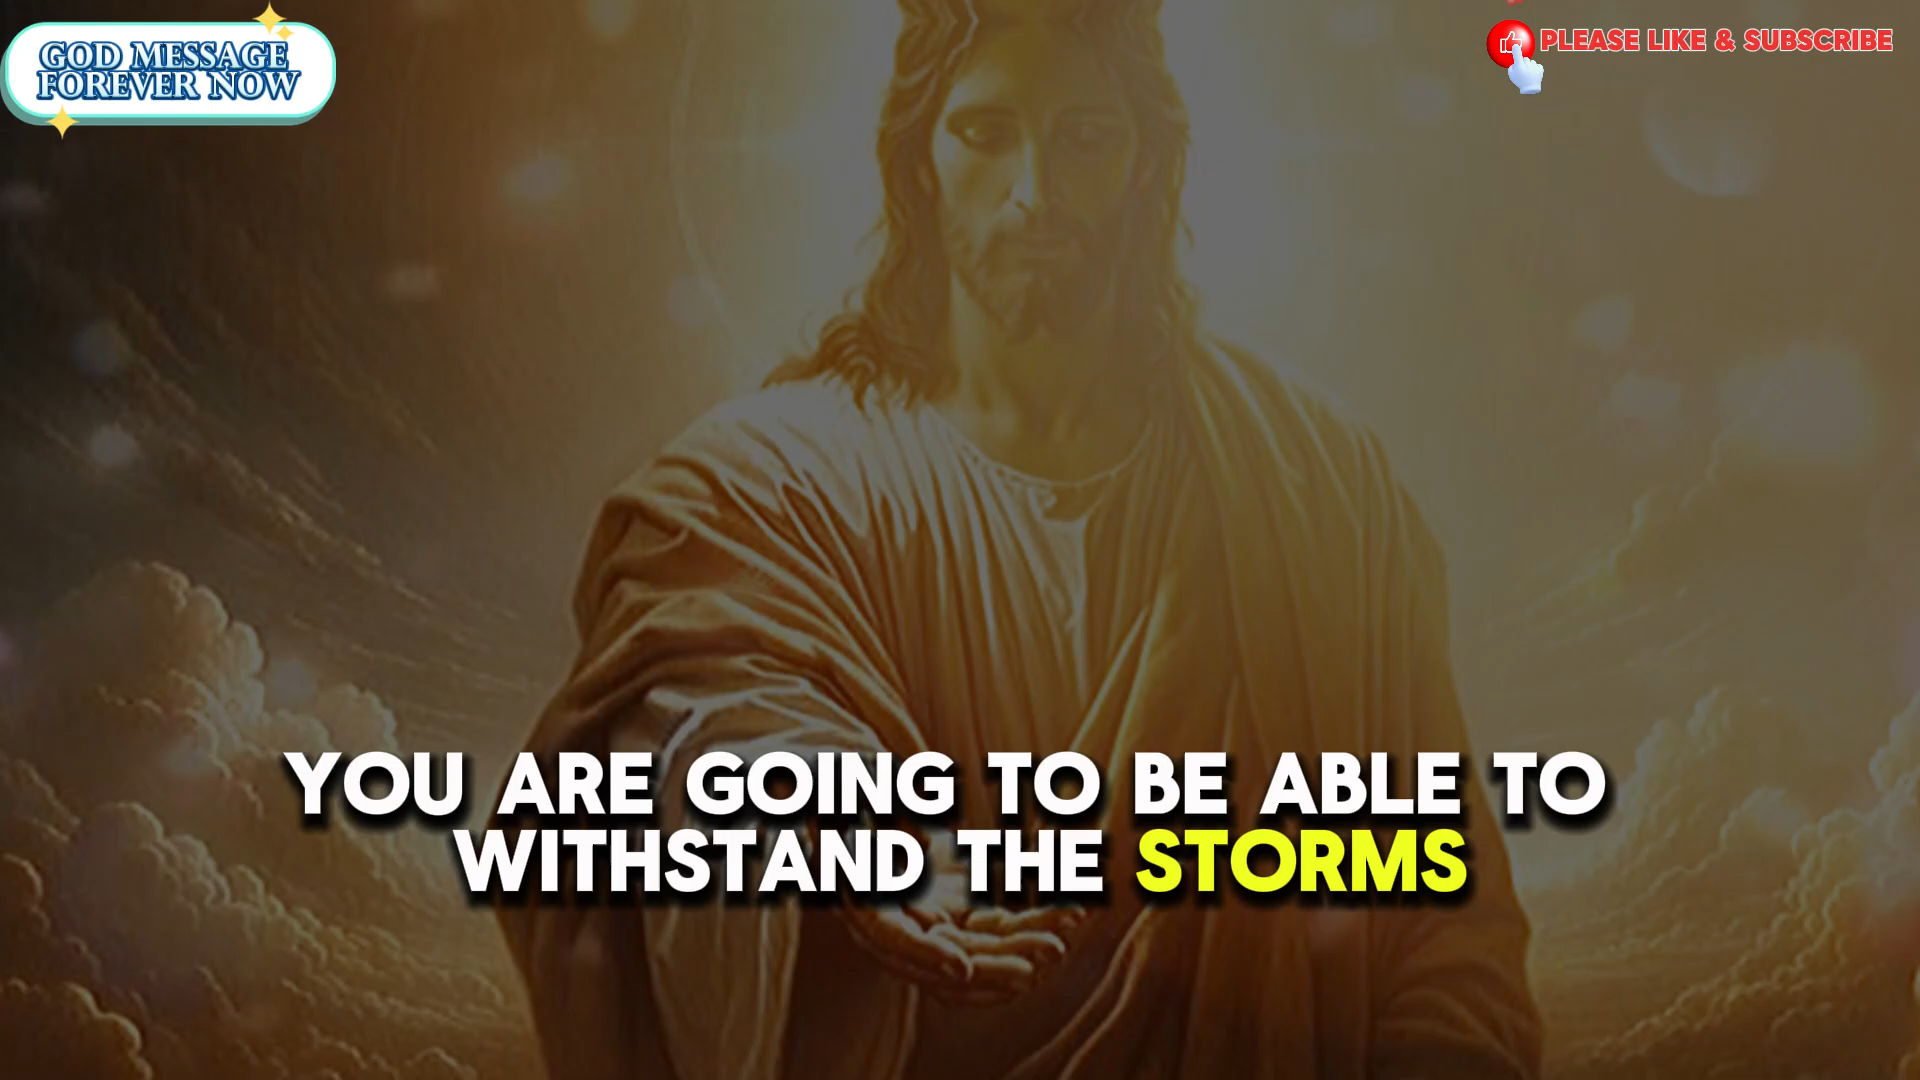 GOD MESSAGE
FOREVER NOW
PLEASE LIKE & SUBSCRIBE
YOU ARE GOING TO BE ABLE TO
WITHSTAND THE STORMS